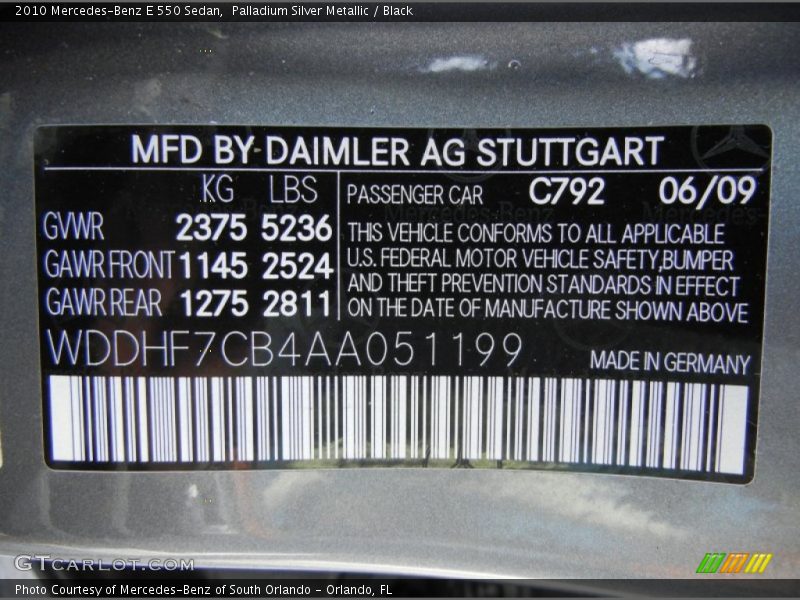 2010 Mercedes-Benz E 550 Sedan,  Palladium Silver Metallic / Black
MFD BY DAIMLER AG STUTTGART
KG LBS
GVWR 2375 5236
GAWR FRONT 1145 2524
GAWR REAR 1275 2811
PASSENGER CAR C792 06/09
THIS VEHICLE CONFORMS TO ALL APPLICABLE
U.S. FEDERAL MOTOR VEHICLE SAFETY,BUMPER
AND THEFT PREVENTION STANDARDS IN EFFECT
ON THE DATE OF MANUFACTURE SHOWN ABOVE
WDDHF7CB4AA051199
MADE IN GERMANY
GTCARLOT.COM
Photo Courtesy of Mercedes-Benz of South Orlando - Orlando, FL